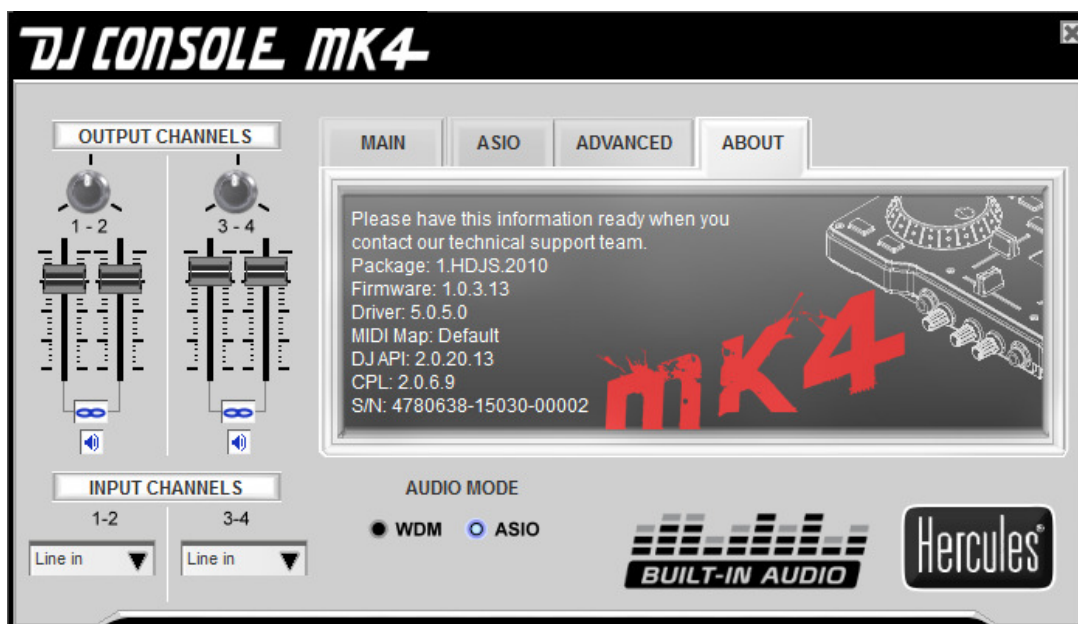 DJ CONSOLE MK4
OUTPUT CHANNELS
1 - 2
3 - 4
MAIN
ASIO
ADVANCED
ABOUT
Please have this information ready when you
contact our technical support team.
Package: 1.HDJS.2010
Firmware: 1.0.3.13
Driver: 5.0.5.0
MIDI Map: Default
DJ API: 2.0.20.13
CPL: 2.0.6.9
S/N: 4780638-15030-00002
mK4
INPUT CHANNELS
1-2
3-4
Line in
Line in
AUDIO MODE
WDM
ASIO
BUILT-IN AUDIO
Hercules®